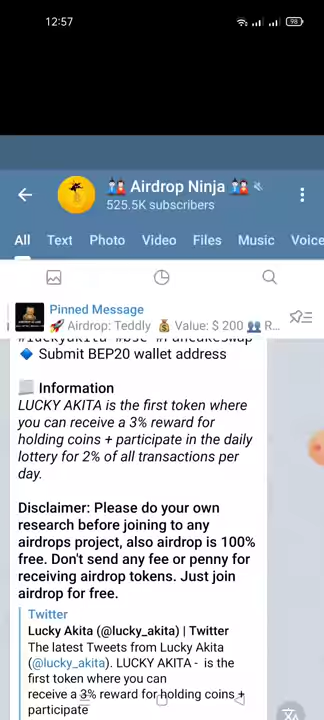 12:57
98
Airdrop Ninja
525.5K subscribers
All Text Photo Video Files Music Voice
Pinned Message
🚀 Airdrop: Teddly 💰 Value: $ 200 👥 R...
#luckyakita #bsc #Pancakeswap
🔹 Submit BEP20 wallet address
📃 Information
LUCKY AKITA is the first token where
you can receive a 3% reward for
holding coins + participate in the daily
lottery for 2% of all transactions per
day.
Disclaimer: Please do your own
research before joining to any
airdrops project, also airdrop is 100%
free. Don't send any fee or penny for
receiving airdrop tokens. Just join
airdrop for free.
Twitter
Lucky Akita (@lucky_akita) | Twitter
The latest Tweets from Lucky Akita
(@lucky_akita). LUCKY AKITA - is the
first token where you can
receive a 3% reward for holding coins +
participate